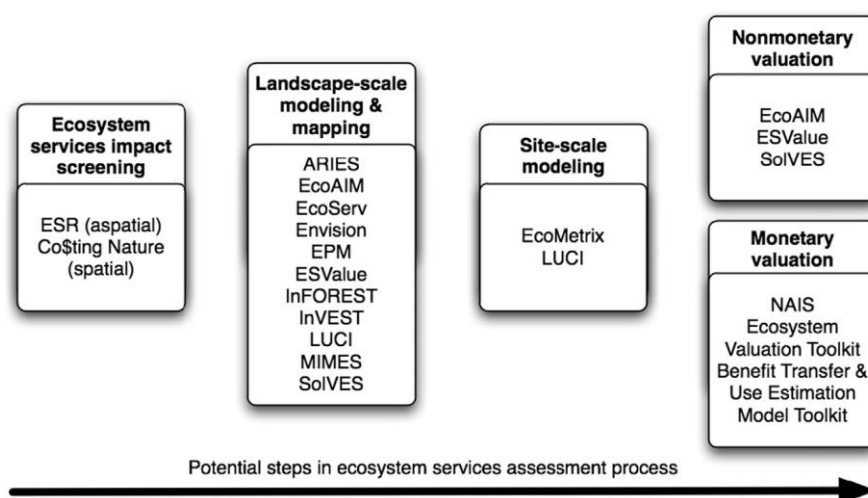 Ecosystem
services impact
screening
ESR (aspatial)
Co$ting Nature
(spatial)
Landscape-scale
modeling &
mapping
ARIES
EcoAIM
EcoServ
Envision
EPM
ESValue
InFOREST
InVEST
LUCI
MIMES
SolVES
Site-scale
modeling
EcoMetrix
LUCI
Nonmonetary
valuation
EcoAIM
ESValue
SolVES
Monetary
valuation
NAIS
Ecosystem
Valuation Toolkit
Benefit Transfer &
Use Estimation
Model Toolkit
Potential steps in ecosystem services assessment process